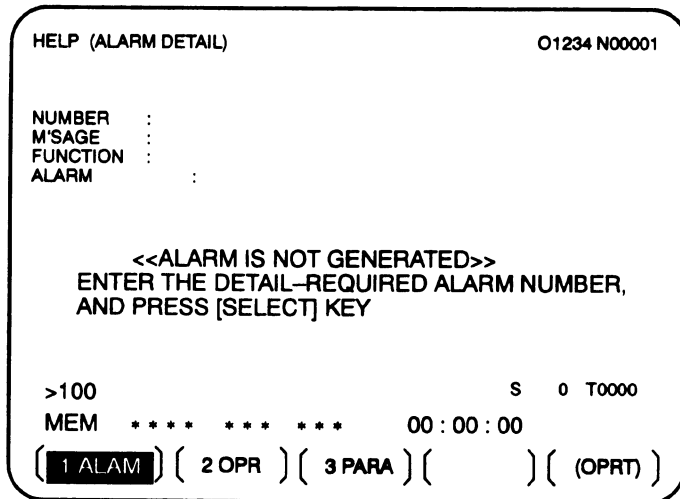 HELP (ALARM DETAIL) O1234 N00001
NUMBER :
M'SAGE :
FUNCTION :
ALARM :
<<ALARM IS NOT GENERATED>>
ENTER THE DETAIL–REQUIRED ALARM NUMBER,
AND PRESS [SELECT] KEY
>100 S 0 T0000
MEM * * * * * * * * * * 00 : 00 : 00
[ 1 ALAM ] [ 2 OPR ] [ 3 PARA ] [ ] [ (OPRT) ]